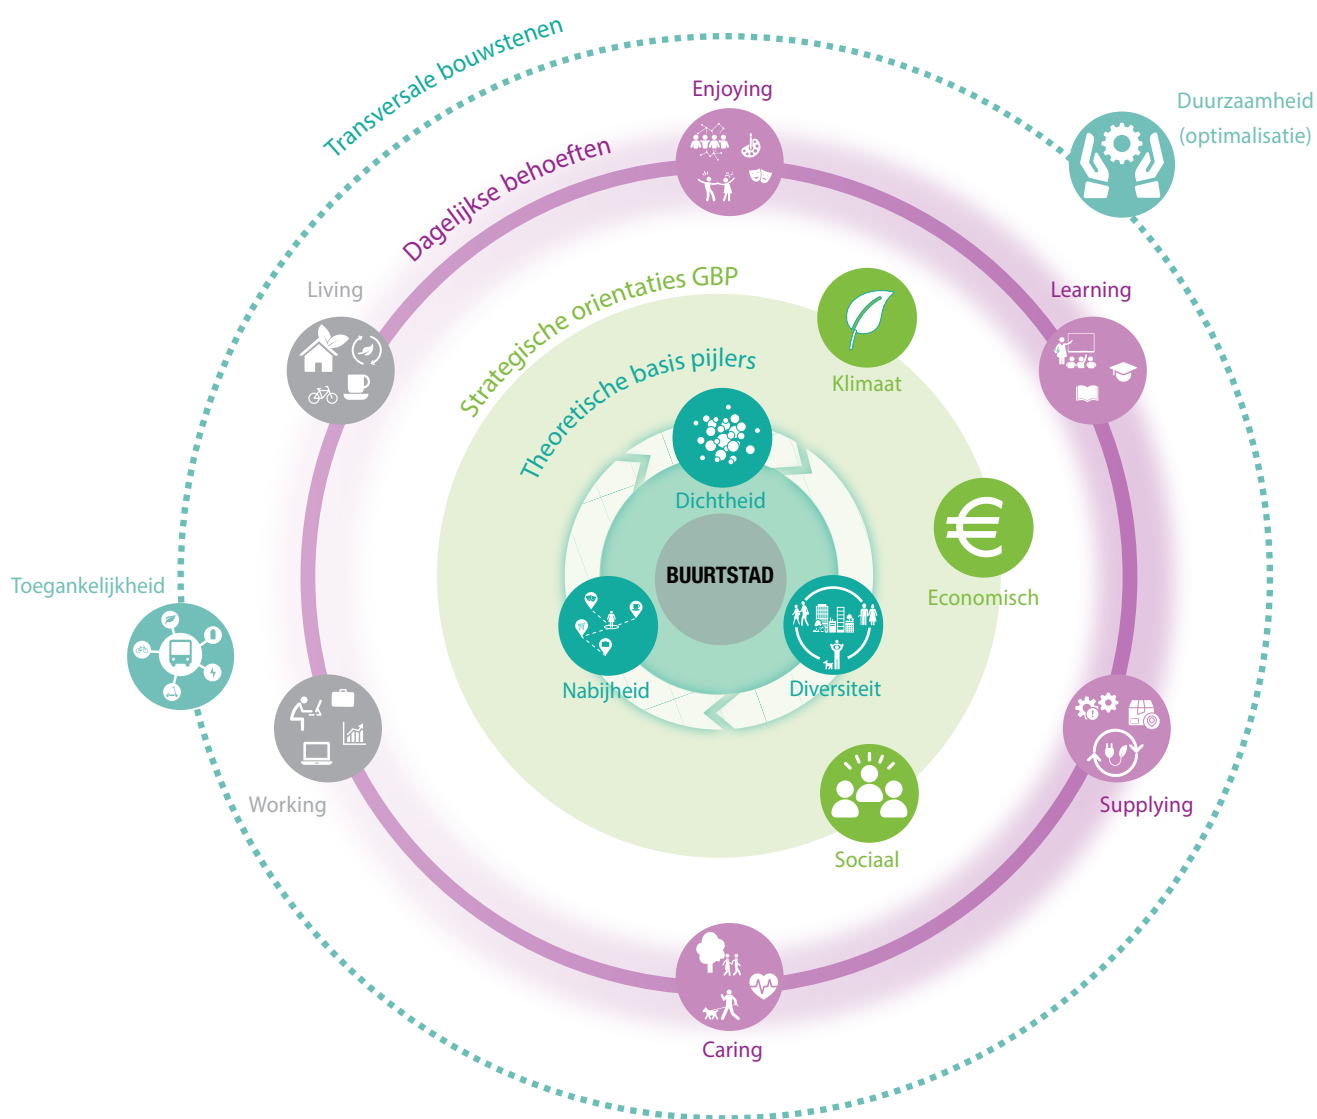 Transversale bouwstenen
Enjoying
Duurzaamheid
(optimalisatie)
Dagelijkse behoeften
Living
Strategische orientaties GBP
Learning
Theoretische basis pijlers
Klimaat
Dichtheid
BUURTSTAD
Economisch
Toegankelijkheid
Nabijheid
Diversiteit
Working
Supplying
Sociaal
Caring